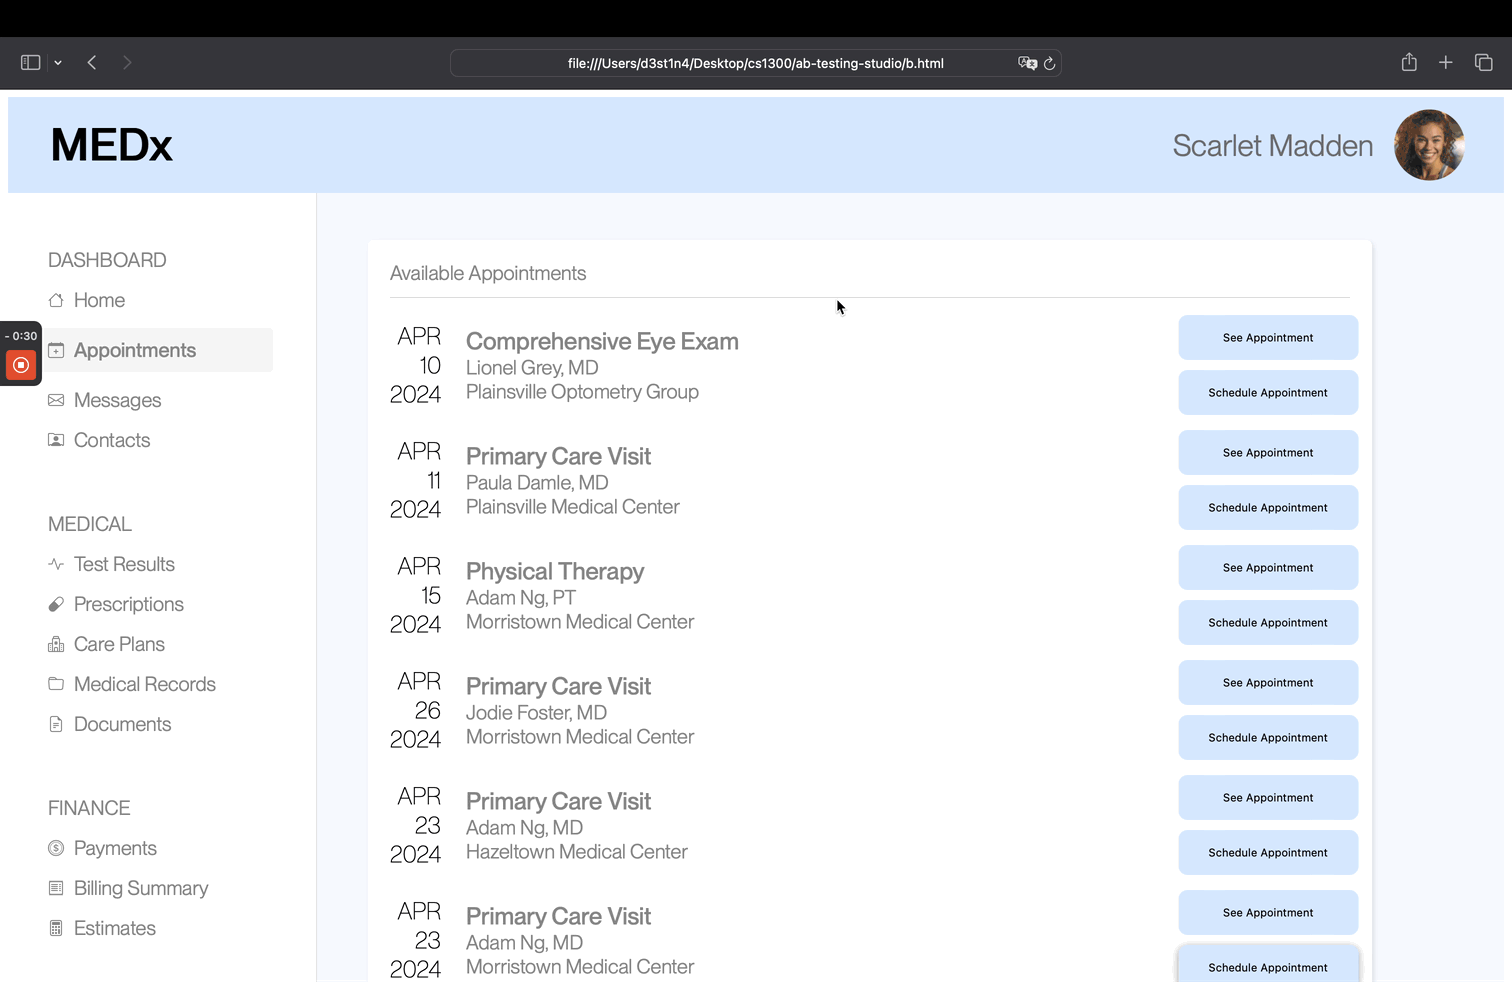 file:///Users/d3st1n4/Desktop/cs1300/ab-testing-studio/b.html
MEDx
Scarlet Madden
DASHBOARD
Home
- 0:30
Appointments
Messages
Contacts
MEDICAL
Test Results
Prescriptions
Care Plans
Medical Records
Documents
FINANCE
Payments
Billing Summary
Estimates
Available Appointments
APR
10
2024
Comprehensive Eye Exam
Lionel Grey, MD
Plainsville Optometry Group
See Appointment
Schedule Appointment
APR
11
2024
Primary Care Visit
Paula Damle, MD
Plainsville Medical Center
See Appointment
Schedule Appointment
APR
15
2024
Physical Therapy
Adam Ng, PT
Morristown Medical Center
See Appointment
Schedule Appointment
APR
26
2024
Primary Care Visit
Jodie Foster, MD
Morristown Medical Center
See Appointment
Schedule Appointment
APR
23
2024
Primary Care Visit
Adam Ng, MD
Hazeltown Medical Center
See Appointment
Schedule Appointment
APR
23
2024
Primary Care Visit
Adam Ng, MD
Morristown Medical Center
See Appointment
Schedule Appointment